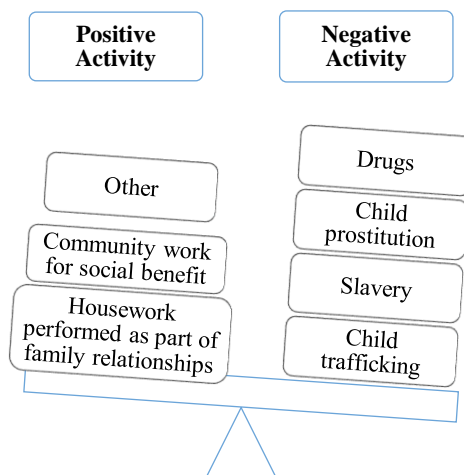 Positive
Activity
Negative
Activity
Other
Community work
for social benefit
Housework
performed as part of
family relationships
Drugs
Child
prostitution
Slavery
Child
trafficking